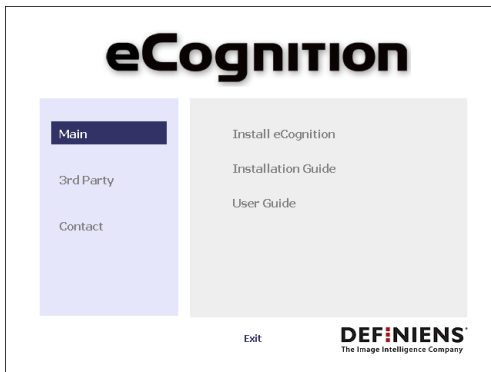 eCognition
Main
3rd Party
Contact
Install eCognition
Installation Guide
User Guide
Exit
DEFINIENS
The Image Intelligence Company